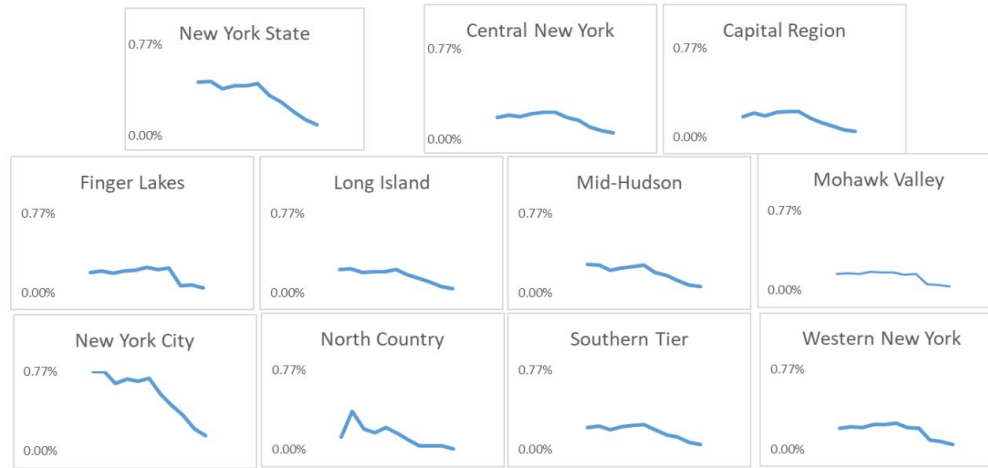 New York State
0.77%
0.00%
Central New York
0.77%
0.00%
Capital Region
0.77%
0.00%
Finger Lakes
0.77%
0.00%
Long Island
0.77%
0.00%
Mid-Hudson
0.77%
0.00%
Mohawk Valley
0.77%
0.00%
New York City
0.77%
0.00%
North Country
0.77%
0.00%
Southern Tier
0.77%
0.00%
Western New York
0.77%
0.00%